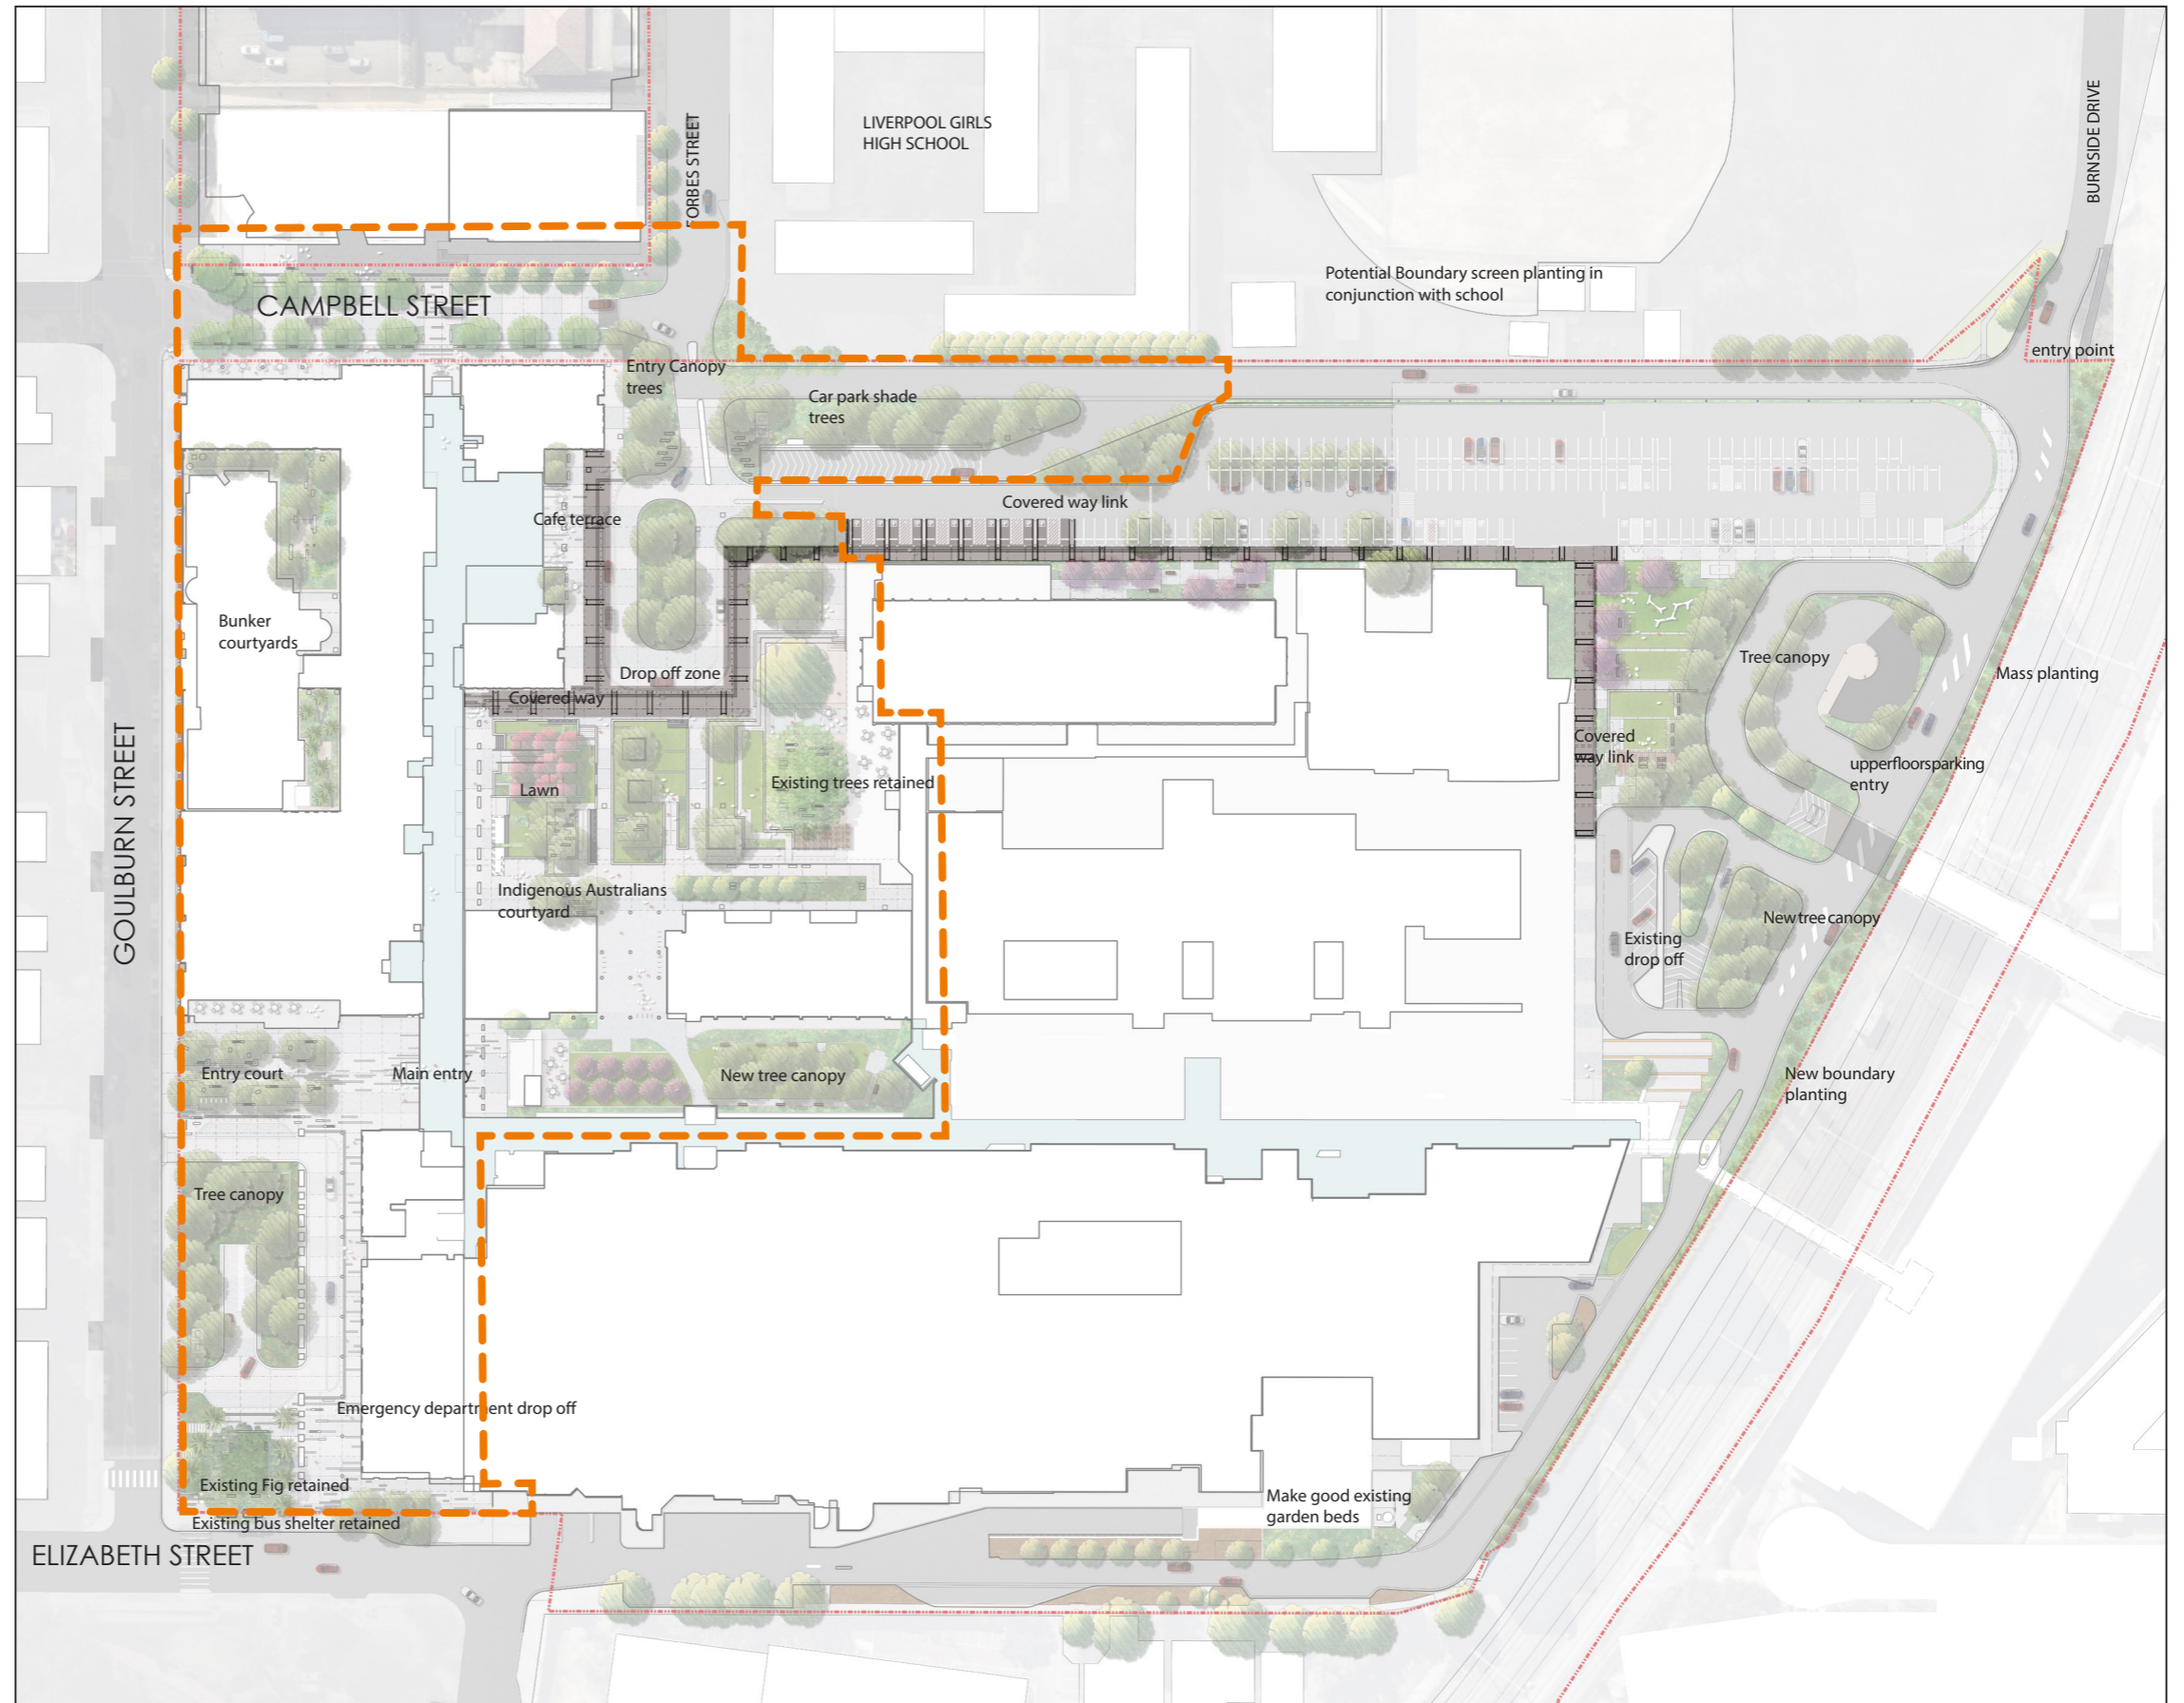 LIVERPOOL GIRLS
HIGH SCHOOL
FORBES STREET
BURNSIDE DRIVE
CAMPBELL STREET
Potential Boundary screen planting in
conjunction with school
entry point
Entry Canopy
trees
Car park shade
trees
Covered way link
Cafe terrace
Bunker
courtyards
Drop off zone
Covered way
Tree canopy
Mass planting
GOULBURN STREET
Covered
way link
upperfloorsparking
entry
Existing trees retained
Lawn
Indigenous Australians
courtyard
New tree canopy
Existing
drop off
Entry court
Main entry
New tree canopy
New boundary
planting
Tree canopy
Emergency department drop off
Existing Fig retained
Make good existing
garden beds
Existing bus shelter retained
ELIZABETH STREET